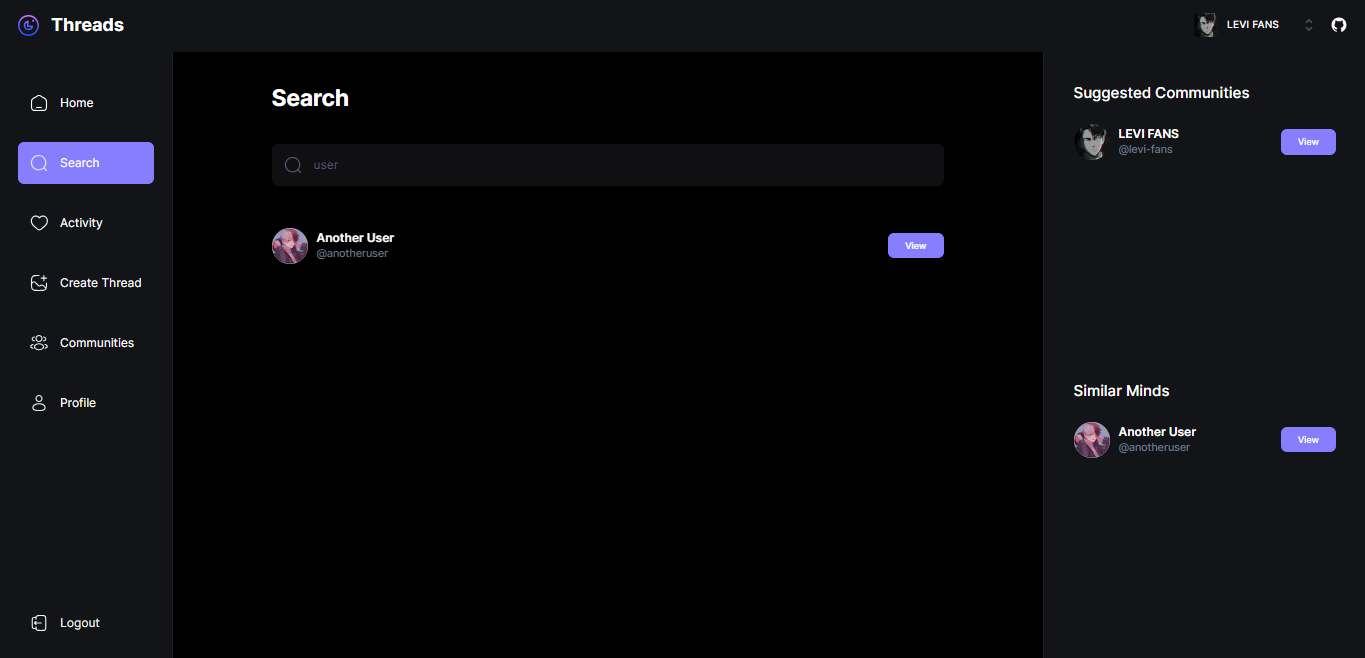 Threads
LEVI FANS
Home
Search
Activity
Create Thread
Communities
Profile
Logout
Search
user
Another User
@anotheruser
View
Suggested Communities
LEVI FANS
@levi-fans
View
Similar Minds
Another User
@anotheruser
View